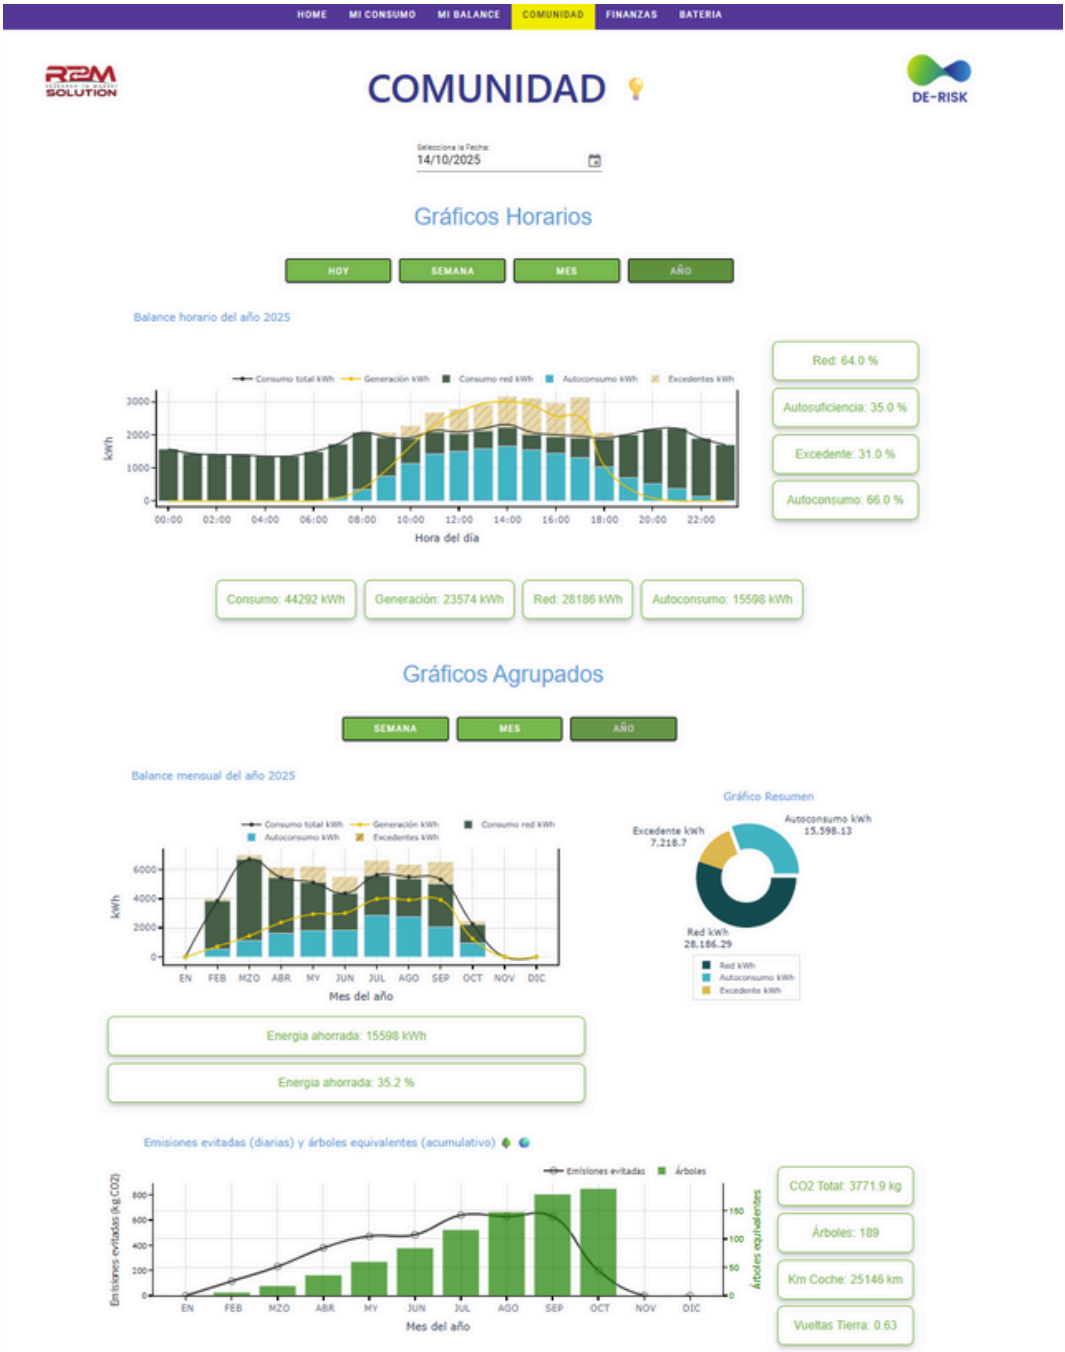 HOME MI CONSUMO MI BALANCE COMUNIDAD FINANZAS BATERIA
R2M
RESEARCH TO MARKET
SOLUTION
COMUNIDAD
DE-RISK
Selecciona la Fecha:
14/10/2025
Gráficos Horarios
HOY SEMANA MES AÑO
Balance horario del año 2025
Consumo total kWh Generación kWh Consumo red kWh Autoconsumo kWh Excedentes kWh
3000
2000
1000
0
kWh
00:00 02:00 04:00 06:00 08:00 10:00 12:00 14:00 16:00 18:00 20:00 22:00
Hora del día
Red: 64.0 %
Autosuficiencia: 35.0 %
Excedente: 31.0 %
Autoconsumo: 66.0 %
Consumo: 44292 kWh Generación: 23574 kWh Red: 28186 kWh Autoconsumo: 15598 kWh
Gráficos Agrupados
SEMANA MES AÑO
Balance mensual del año 2025
Consumo total kWh Generación kWh Consumo red kWh
Autoconsumo kWh Excedentes kWh
6000
4000
2000
0
kWh
EN FEB MZO ABR MY JUN JUL AGO SEP OCT NOV DIC
Mes del año
Gráfico Resumen
Autoconsumo kWh
15,598.13
Excedente kWh
7,218.7
Red kWh
28,186.29
Red kWh
Autoconsumo kWh
Excedente kWh
Energia ahorrada: 15598 kWh
Energia ahorrada: 35.2 %
Emisiones evitadas (diarias) y árboles equivalentes (acumulativo)
Emisiones evitadas Árboles
Emisiones evitadas (kg CO2)
800
600
400
200
0
150
100
50
0
Árboles equivalentes
EN FEB MZO ABR MY JUN JUL AGO SEP OCT NOV DIC
Mes del año
CO2 Total: 3771.9 kg
Árboles: 189
Km Coche: 25146 km
Vueltas Tierra: 0.63